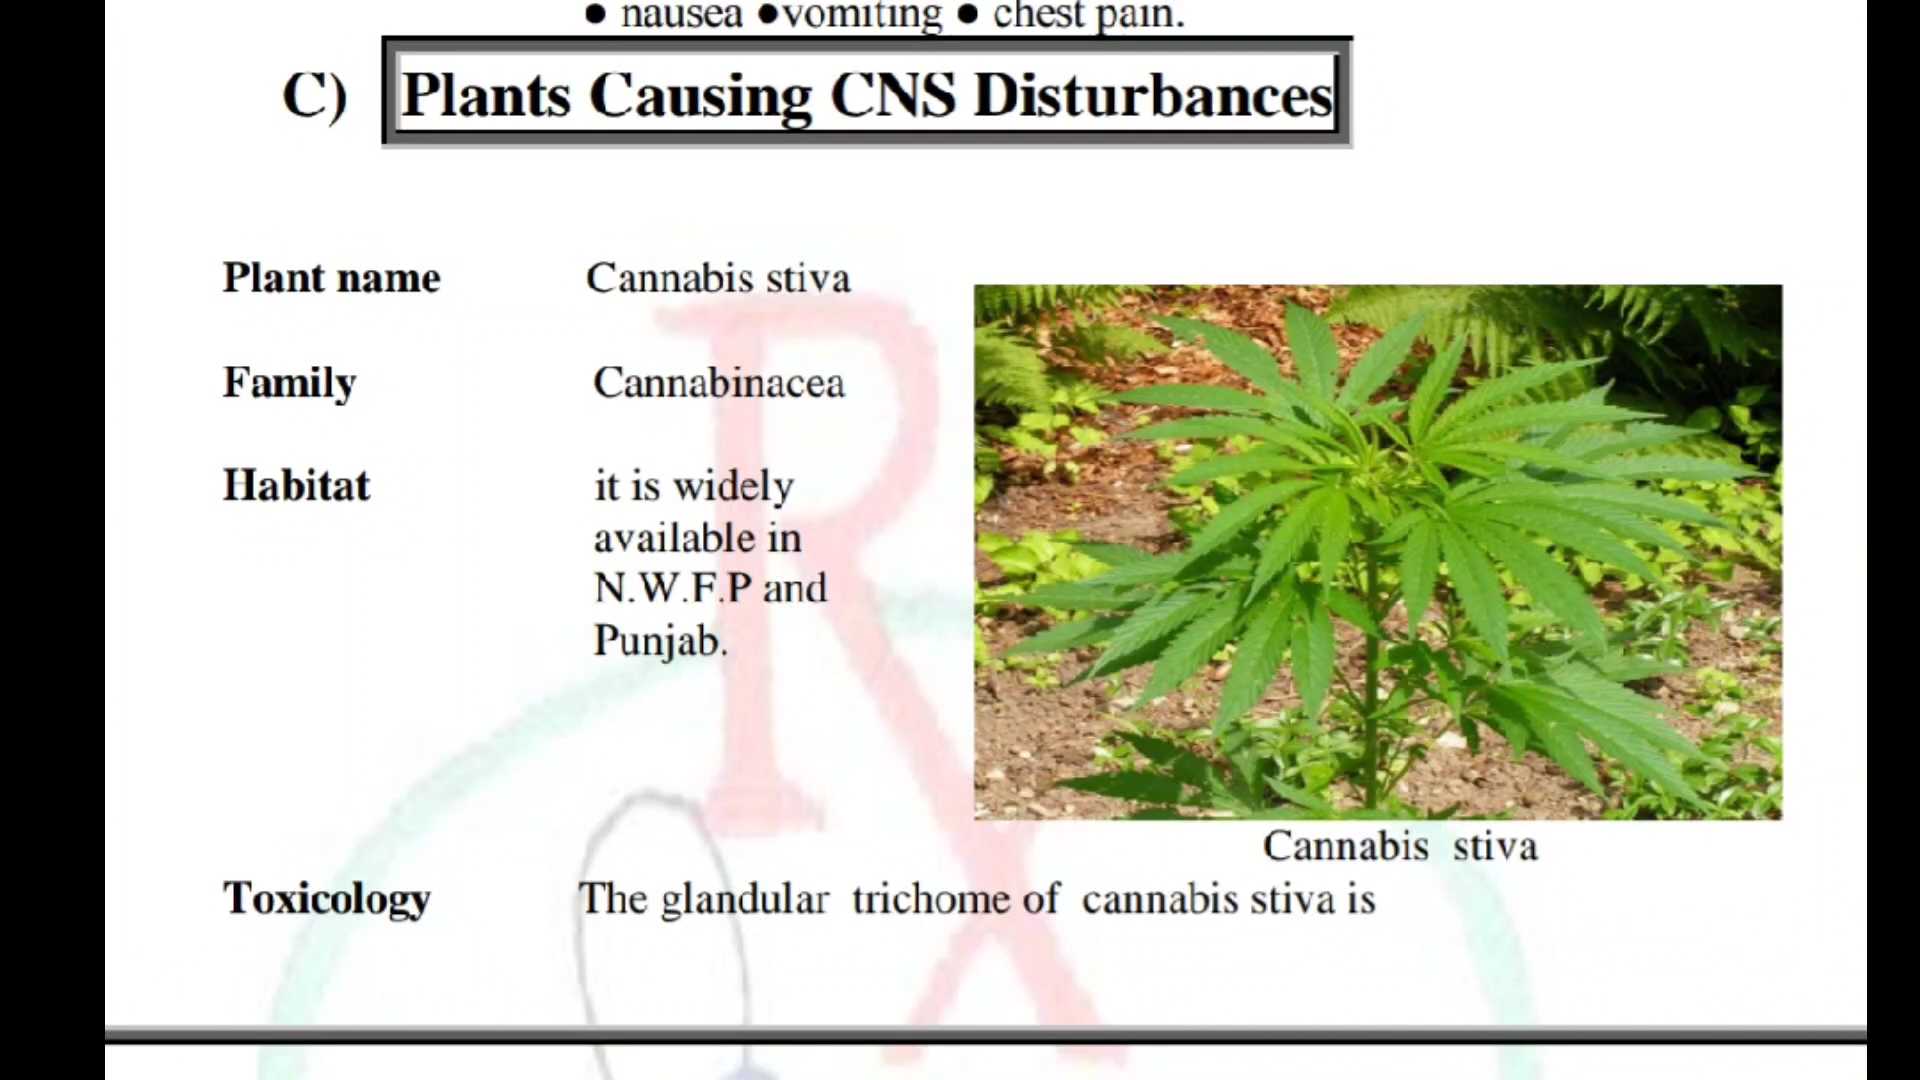 ● nausea ●vomiting ● chest pain.
C) Plants Causing CNS Disturbances
Plant name Cannabis stiva
Family Cannabinacea
Habitat it is widely
available in
N.W.F.P and
Punjab.
Cannabis stiva
Toxicology The glandular trichome of cannabis stiva is